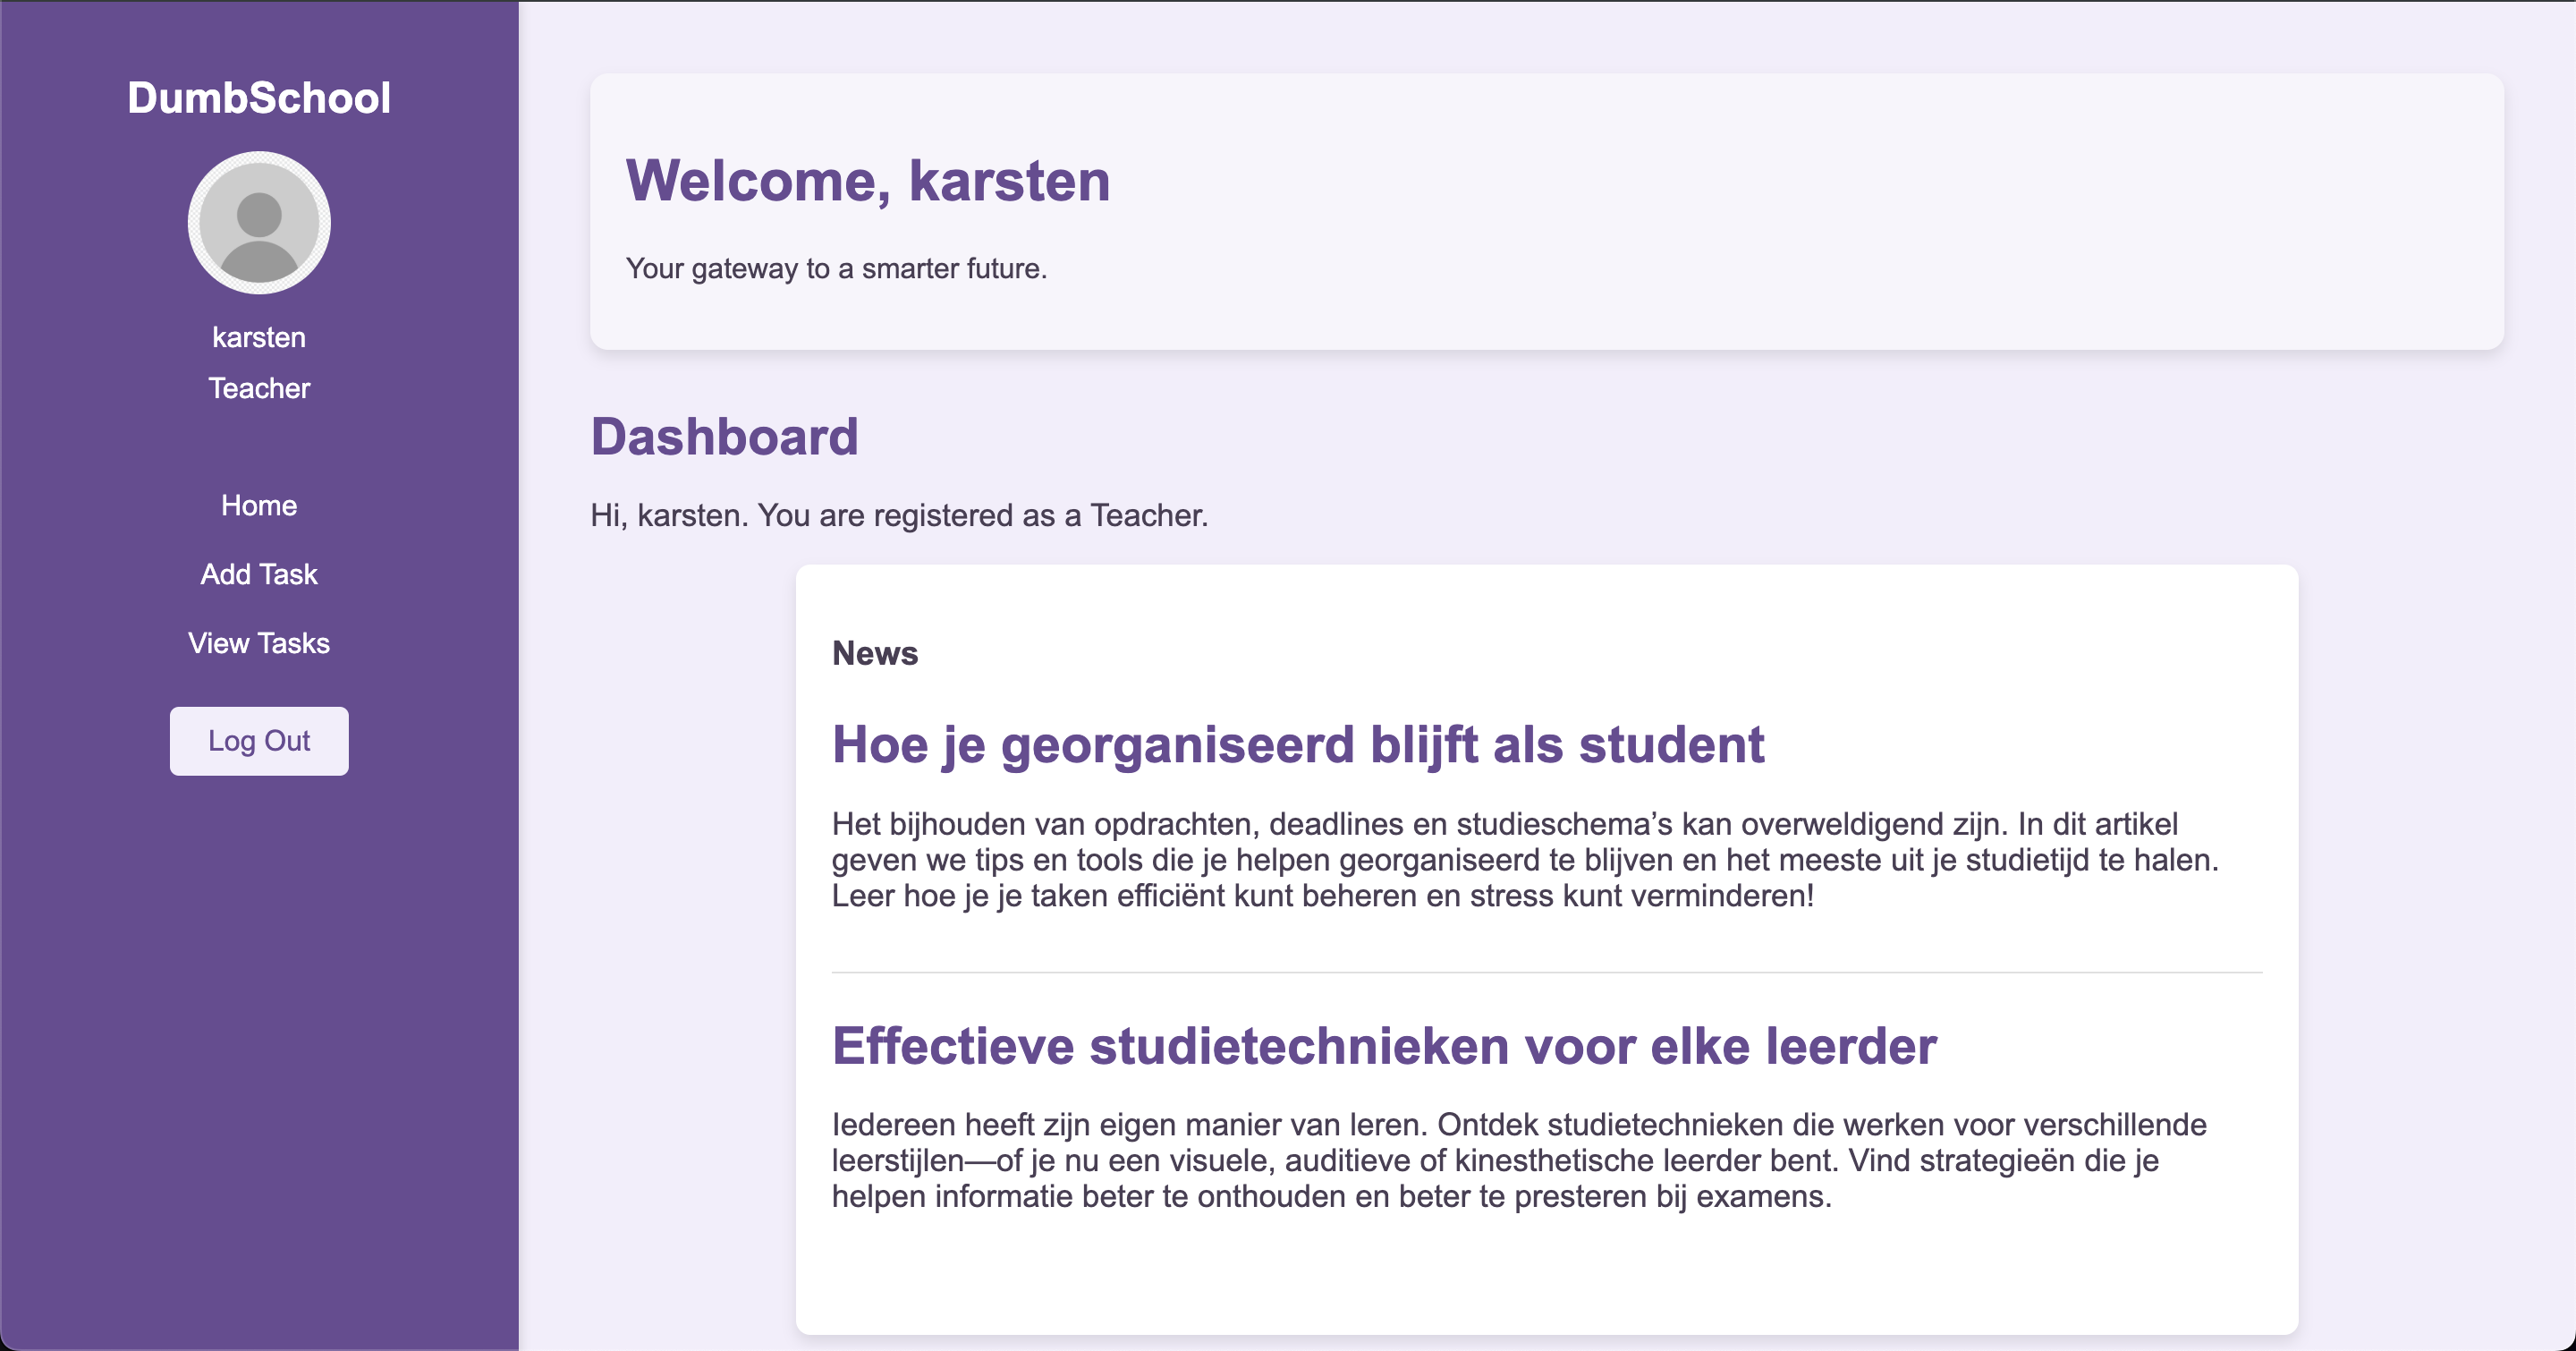 DumbSchool
karsten
Teacher
Home
Add Task
View Tasks
Log Out
Welcome, karsten
Your gateway to a smarter future.
Dashboard
Hi, karsten. You are registered as a Teacher.
News
Hoe je georganiseerd blijft als student
Het bijhouden van opdrachten, deadlines en studieschema’s kan overweldigend zijn. In dit artikel
geven we tips en tools die je helpen georganiseerd te blijven en het meeste uit je studietijd te halen.
Leer hoe je je taken efficiënt kunt beheren en stress kunt verminderen!
Effectieve studietechnieken voor elke leerder
Iedereen heeft zijn eigen manier van leren. Ontdek studietechnieken die werken voor verschillende
leerstijlen—of je nu een visuele, auditieve of kinesthetische leerder bent. Vind strategieën die je
helpen informatie beter te onthouden en beter te presteren bij examens.